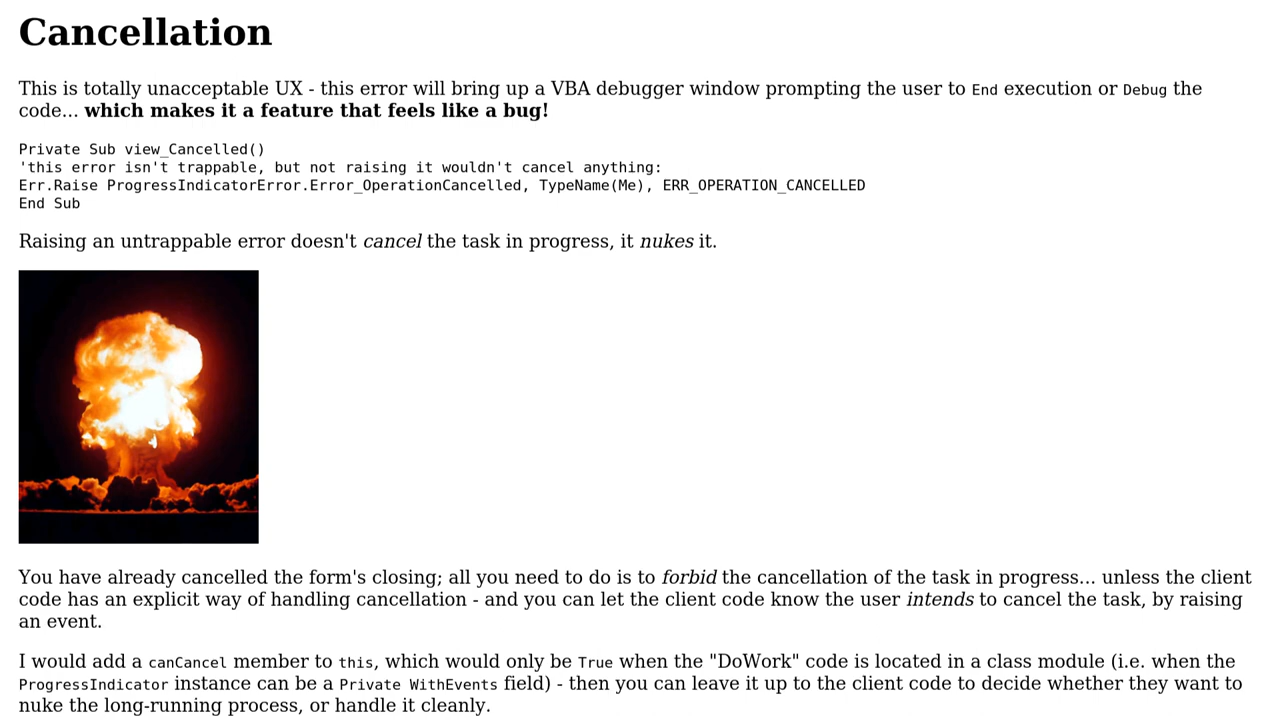 Cancellation
This is totally unacceptable UX - this error will bring up a VBA debugger window prompting the user to End execution or Debug the
code... which makes it a feature that feels like a bug!
Private Sub view_Cancelled()
'this error isn't trappable, but not raising it wouldn't cancel anything:
Err.Raise ProgressIndicatorError.Error_OperationCancelled, TypeName(Me), ERR_OPERATION_CANCELLED
End Sub
Raising an untrappable error doesn't cancel the task in progress, it nukes it.
You have already cancelled the form's closing; all you need to do is to forbid the cancellation of the task in progress... unless the client
code has an explicit way of handling cancellation - and you can let the client code know the user intends to cancel the task, by raising
an event.
I would add a canCancel member to this, which would only be True when the "DoWork" code is located in a class module (i.e. when the
ProgressIndicator instance can be a Private WithEvents field) - then you can leave it up to the client code to decide whether they want to
nuke the long-running process, or handle it cleanly.